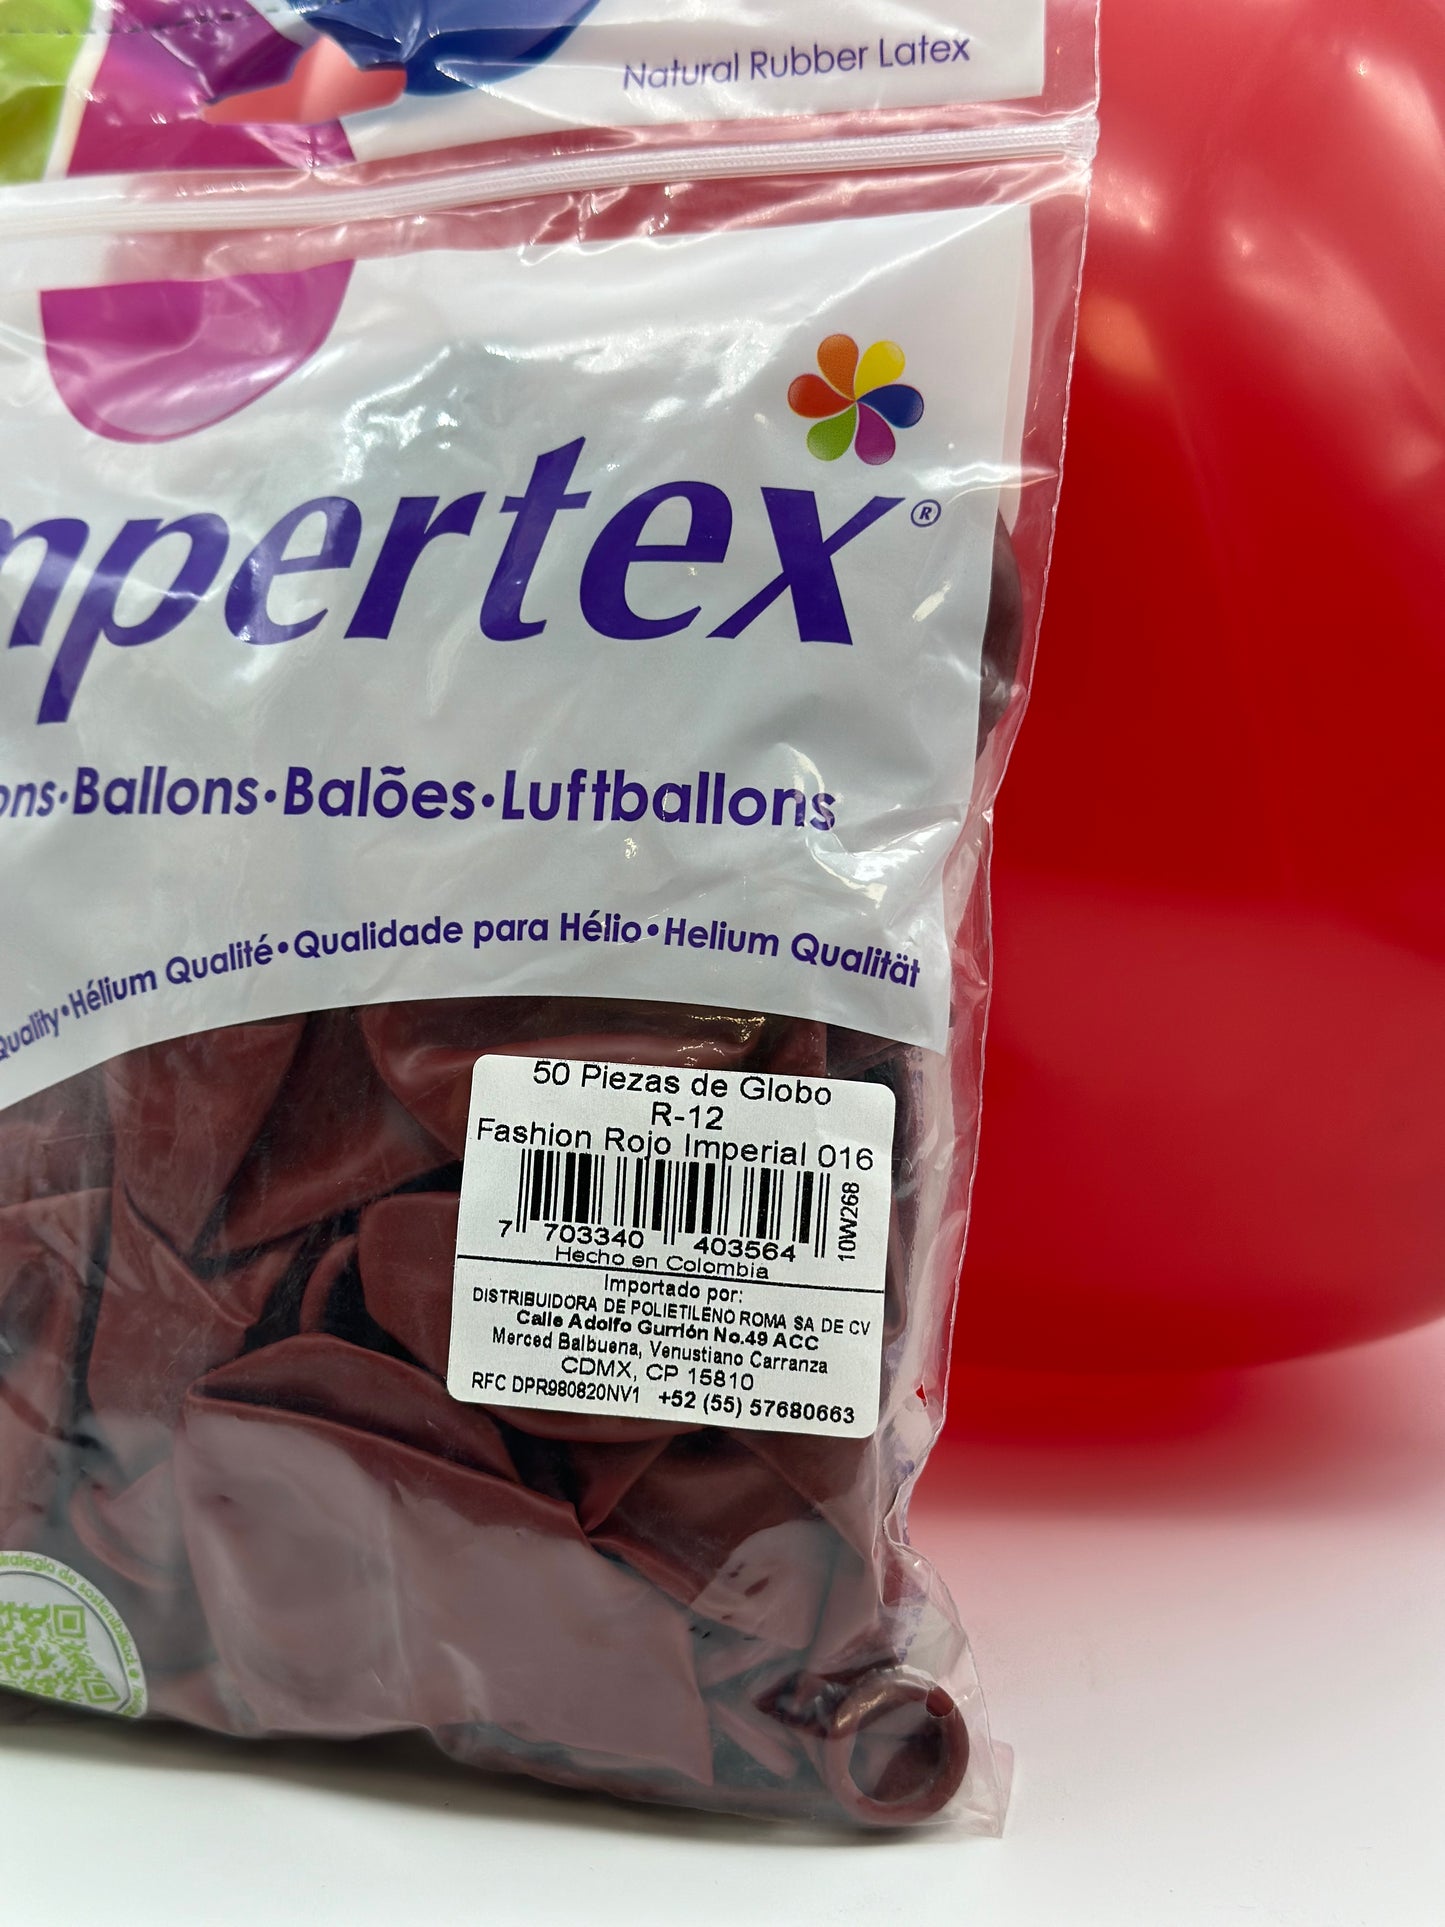 Natural Rubber Latex
mpertex®
ons•Ballons•Balões•Luftballons
Quality•Hélium Qualité•Qualidade para Hélio•Helium Qualität
50 Piezas de Globo
R-12
Fashion Rojo Imperial 016
7 703340 403564
10W268
Hecho en Colombia
Importado por:
DISTRIBUIDORA DE POLIETILENO ROMA SA DE CV
Calle Adolfo Gurrión No.49 ACC
Merced Balbuena, Venustiano Carranza
CDMX, CP 15810
RFC DPR980820NV1 +52 (55) 57680663
de sostenibilidad